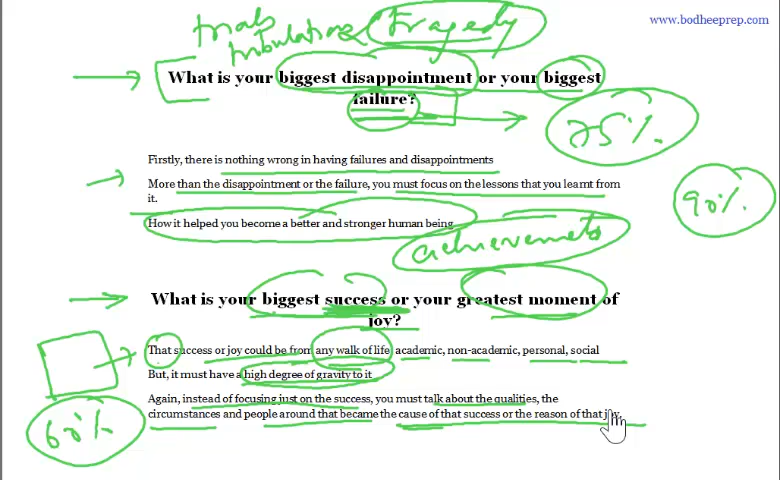 www.bodheeprep.com
trials
tribulations tragedy
What is your biggest disappointment or your biggest
failure?
75%
Firstly, there is nothing wrong in having failures and disappointments
More than the disappointment or the failure, you must focus on the lessons that you learnt from
it.
90%
How it helped you become a better and stronger human being
achievements
What is your biggest success or your greatest moment of
joy?
That success or joy could be from any walk of life academic, non-academic, personal, social
But, it must have a high degree of gravity to it
Again, instead of focusing just on the success, you must talk about the qualities, the
circumstances and people around that became the cause of that success or the reason of that joy.
60%